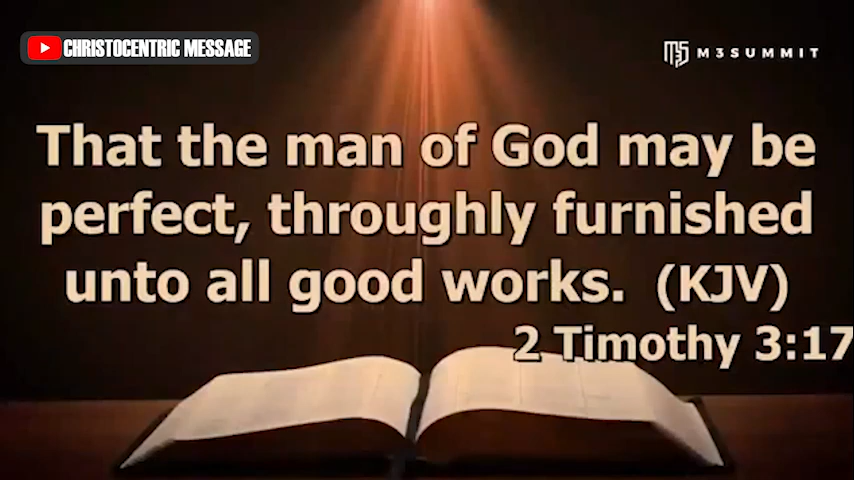 CHRISTOCENTRIC MESSAGE
M3SUMMIT
That the man of God may be
perfect, throughly furnished
unto all good works. (KJV)
2 Timothy 3:17